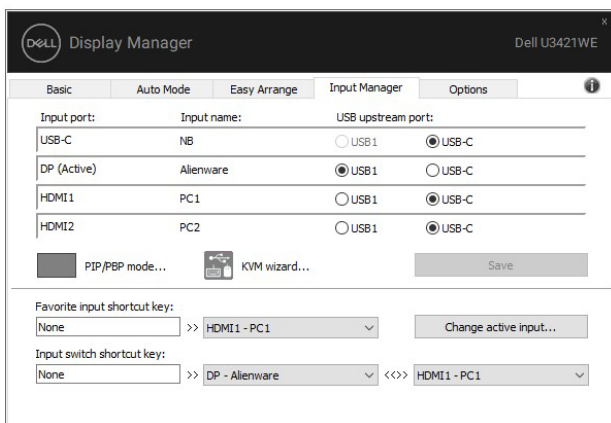 DELL Display Manager Dell U3421WE x
Basic Auto Mode Easy Arrange Input Manager Options i
Input port: Input name: USB upstream port:
USB-C NB USB1 USB-C
DP (Active) Alienware USB1 USB-C
HDMI1 PC1 USB1 USB-C
HDMI2 PC2 USB1 USB-C
PIP/PBP mode... KVM wizard... Save
Favorite input shortcut key:
None >> HDMI1 - PC1 Change active input...
Input switch shortcut key:
None >> DP - Alienware <<>> HDMI1 - PC1